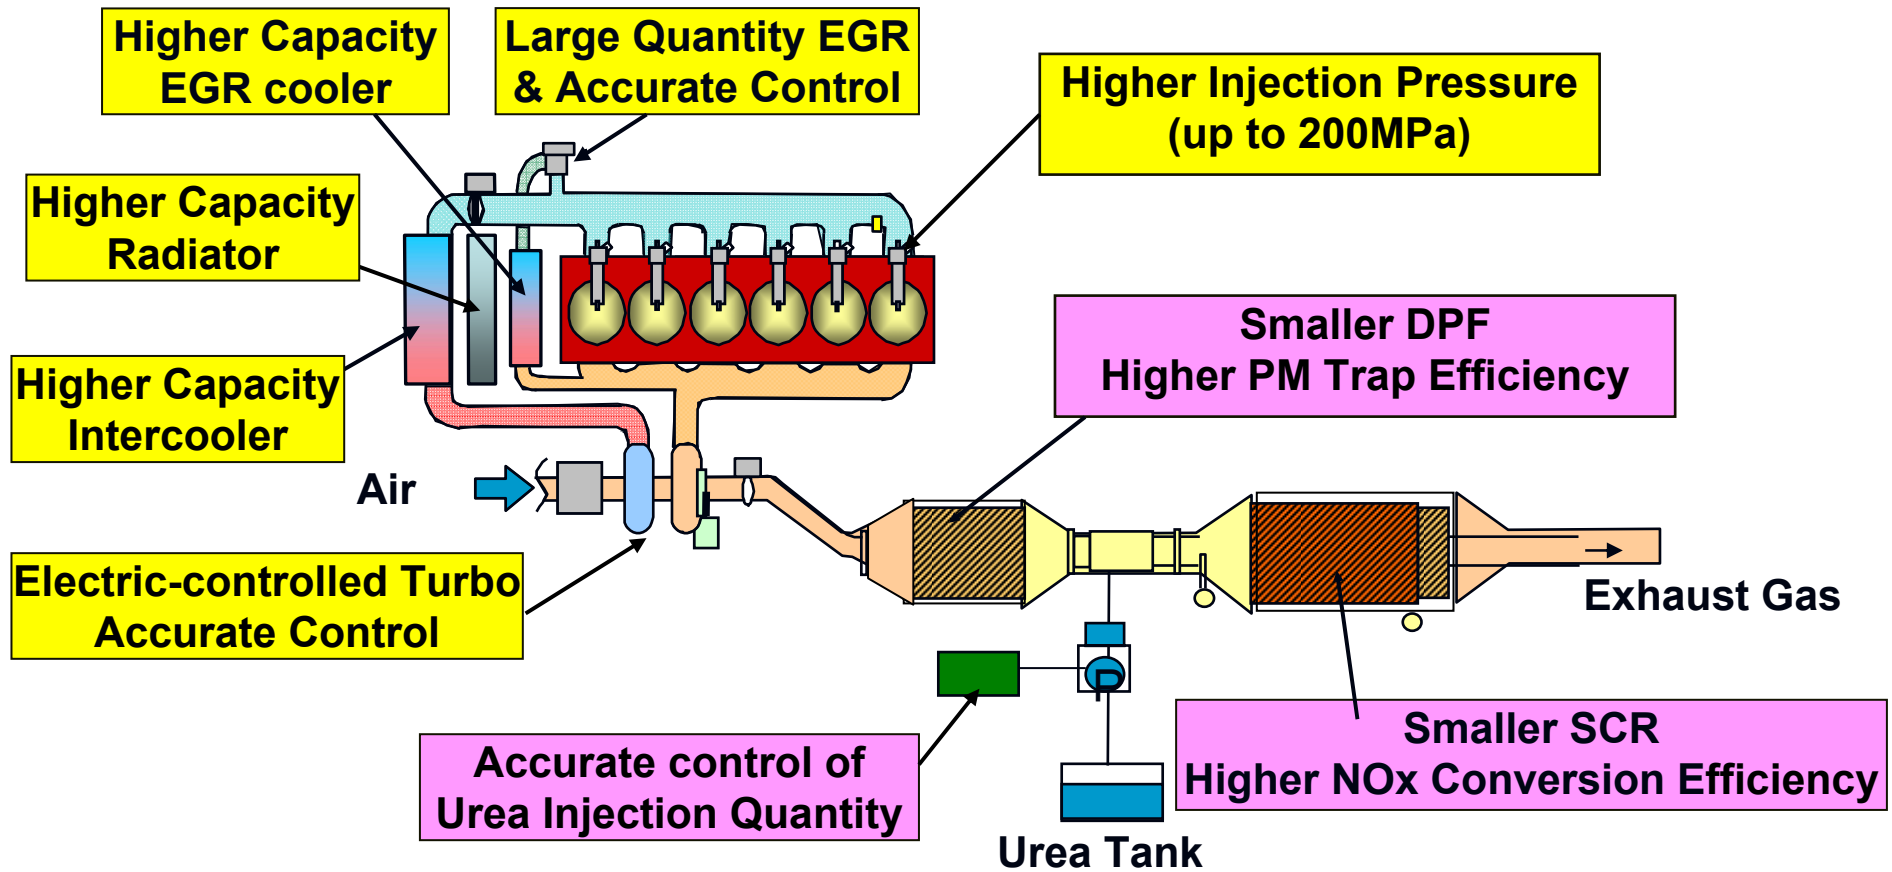 Higher Capacity
EGR cooler
Large Quantity EGR
& Accurate Control
Higher Injection Pressure
(up to 200MPa)
Higher Capacity
Radiator
Higher Capacity
Intercooler
Smaller DPF
Higher PM Trap Efficiency
Air
Electric-controlled Turbo
Accurate Control
Exhaust Gas
P
Accurate control of
Urea Injection Quantity
Smaller SCR
Higher NOx Conversion Efficiency
Urea Tank